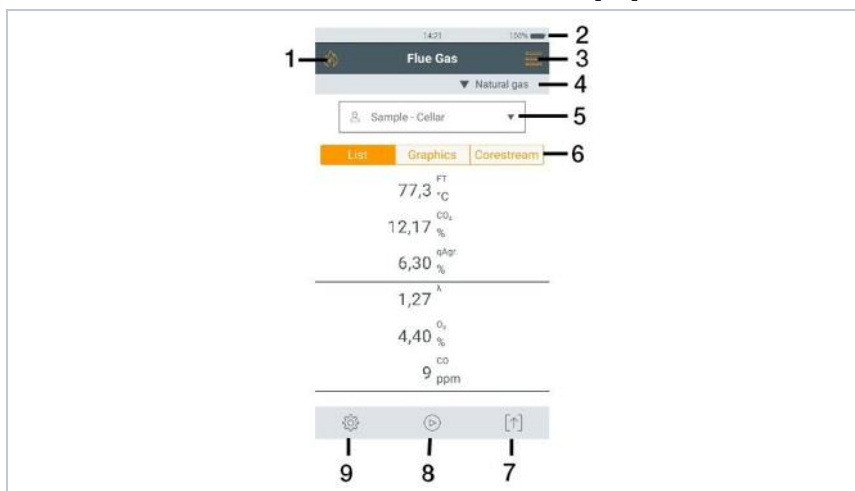 14:21 100% 2
1 Flue Gas 3
▼ Natural gas 4
Sample - Cellar ▼ 5
List Graphics Corestream 6
77,3 FT °C
12,17 CO₂ %
6,30 qAgr %
1,27 λ
4,40 O₂ %
9 CO ppm
9 8 7